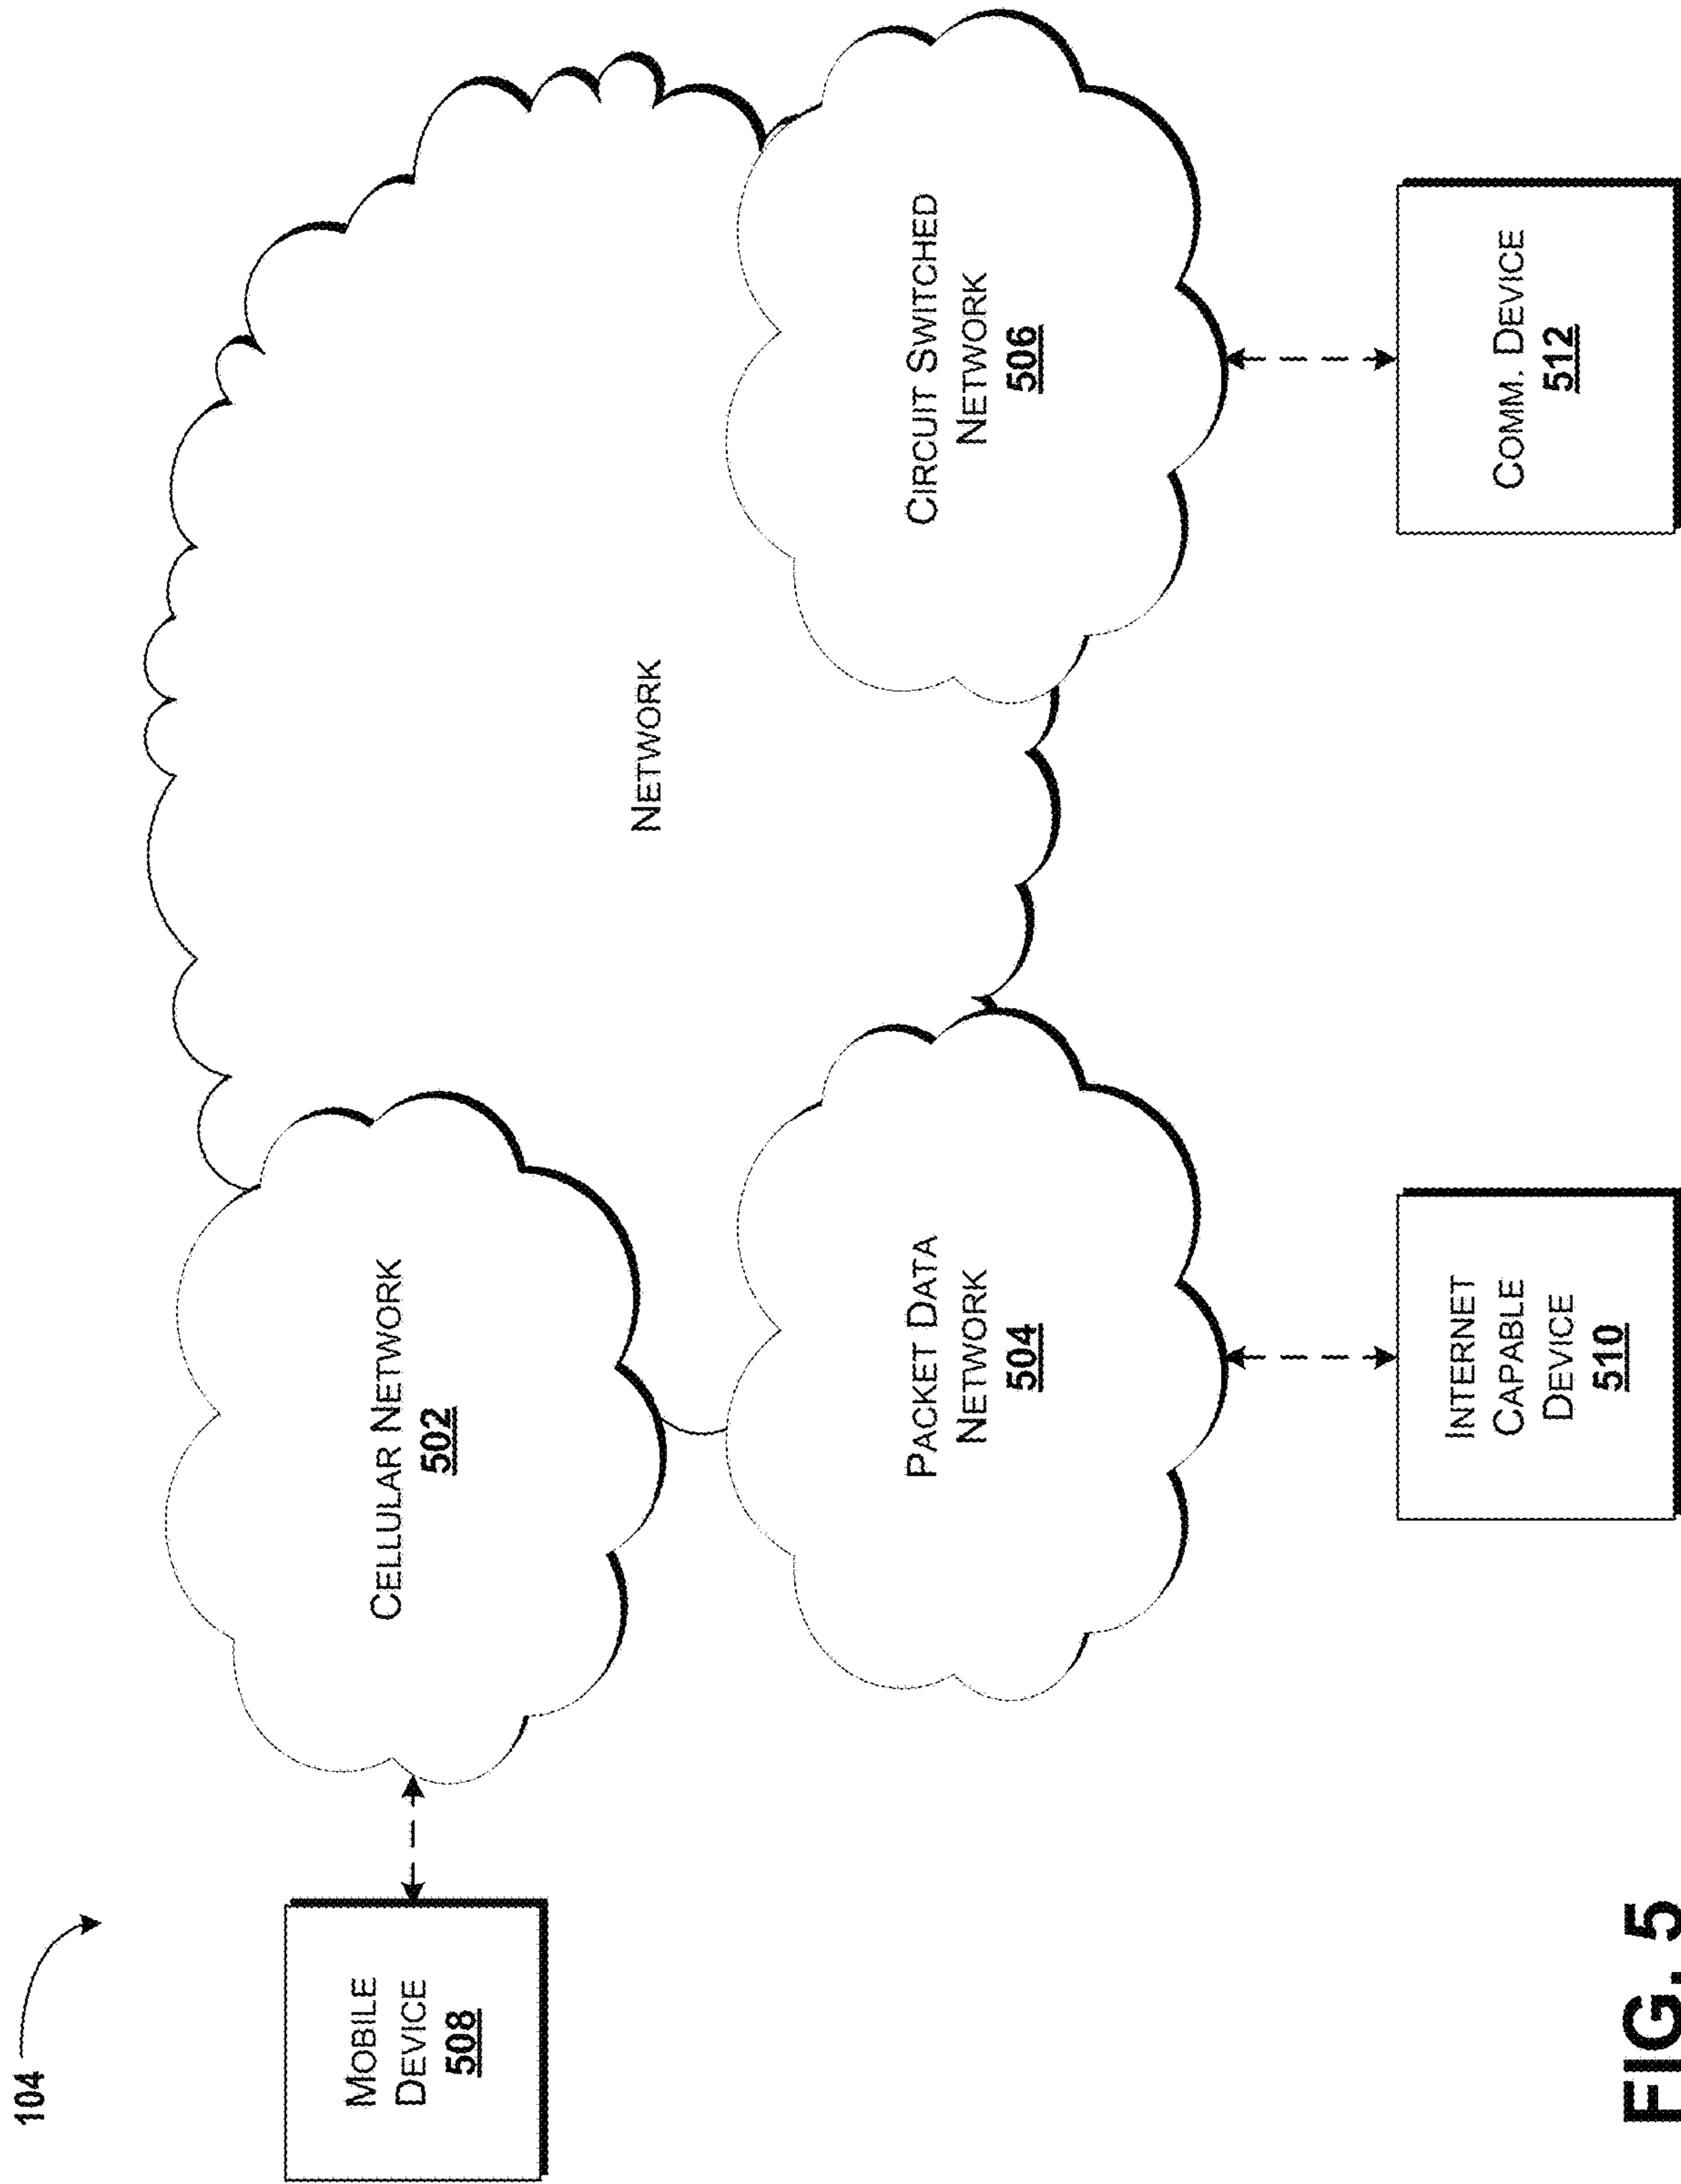 104
MOBILE
DEVICE
508
CELLULAR NETWORK
502
NETWORK
PACKET DATA
NETWORK
504
CIRCUIT SWITCHED
NETWORK
506
INTERNET
CAPABLE
DEVICE
510
COMM. DEVICE
512
FIG. 5